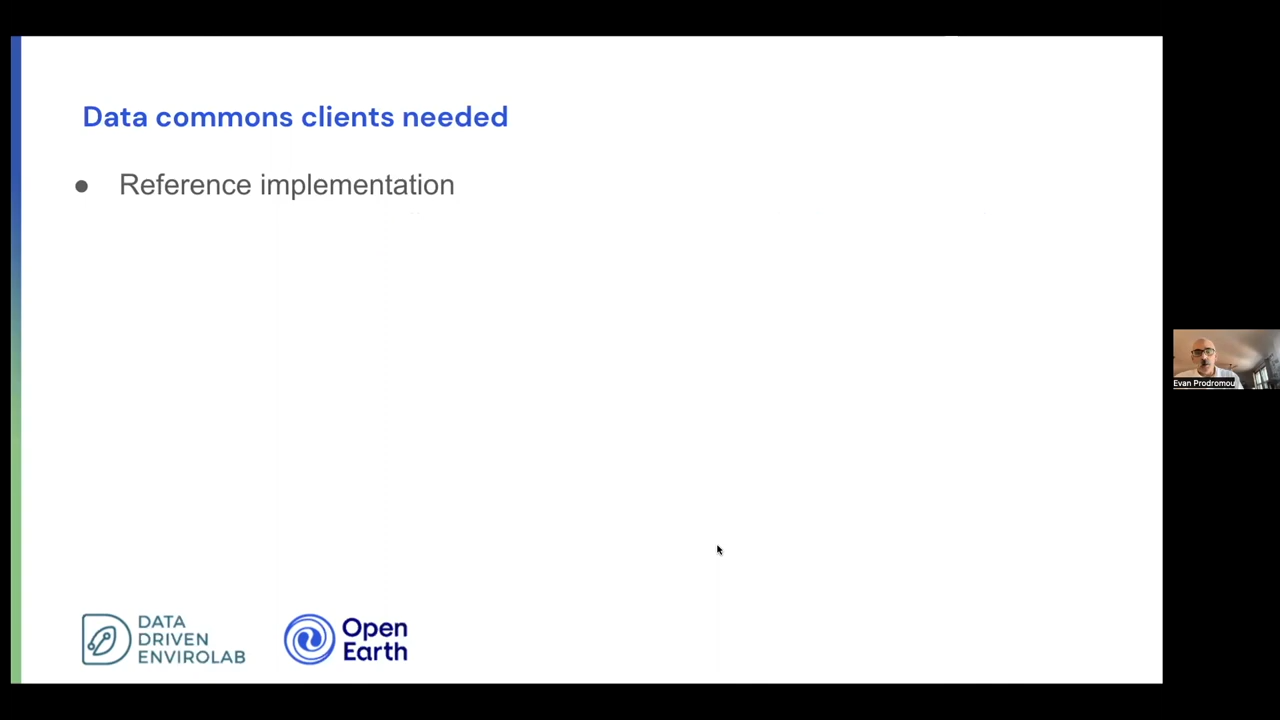 Data commons clients needed
● Reference implementation
Evan Prodromou
DATA
DRIVEN
ENVIROLAB
Open
Earth